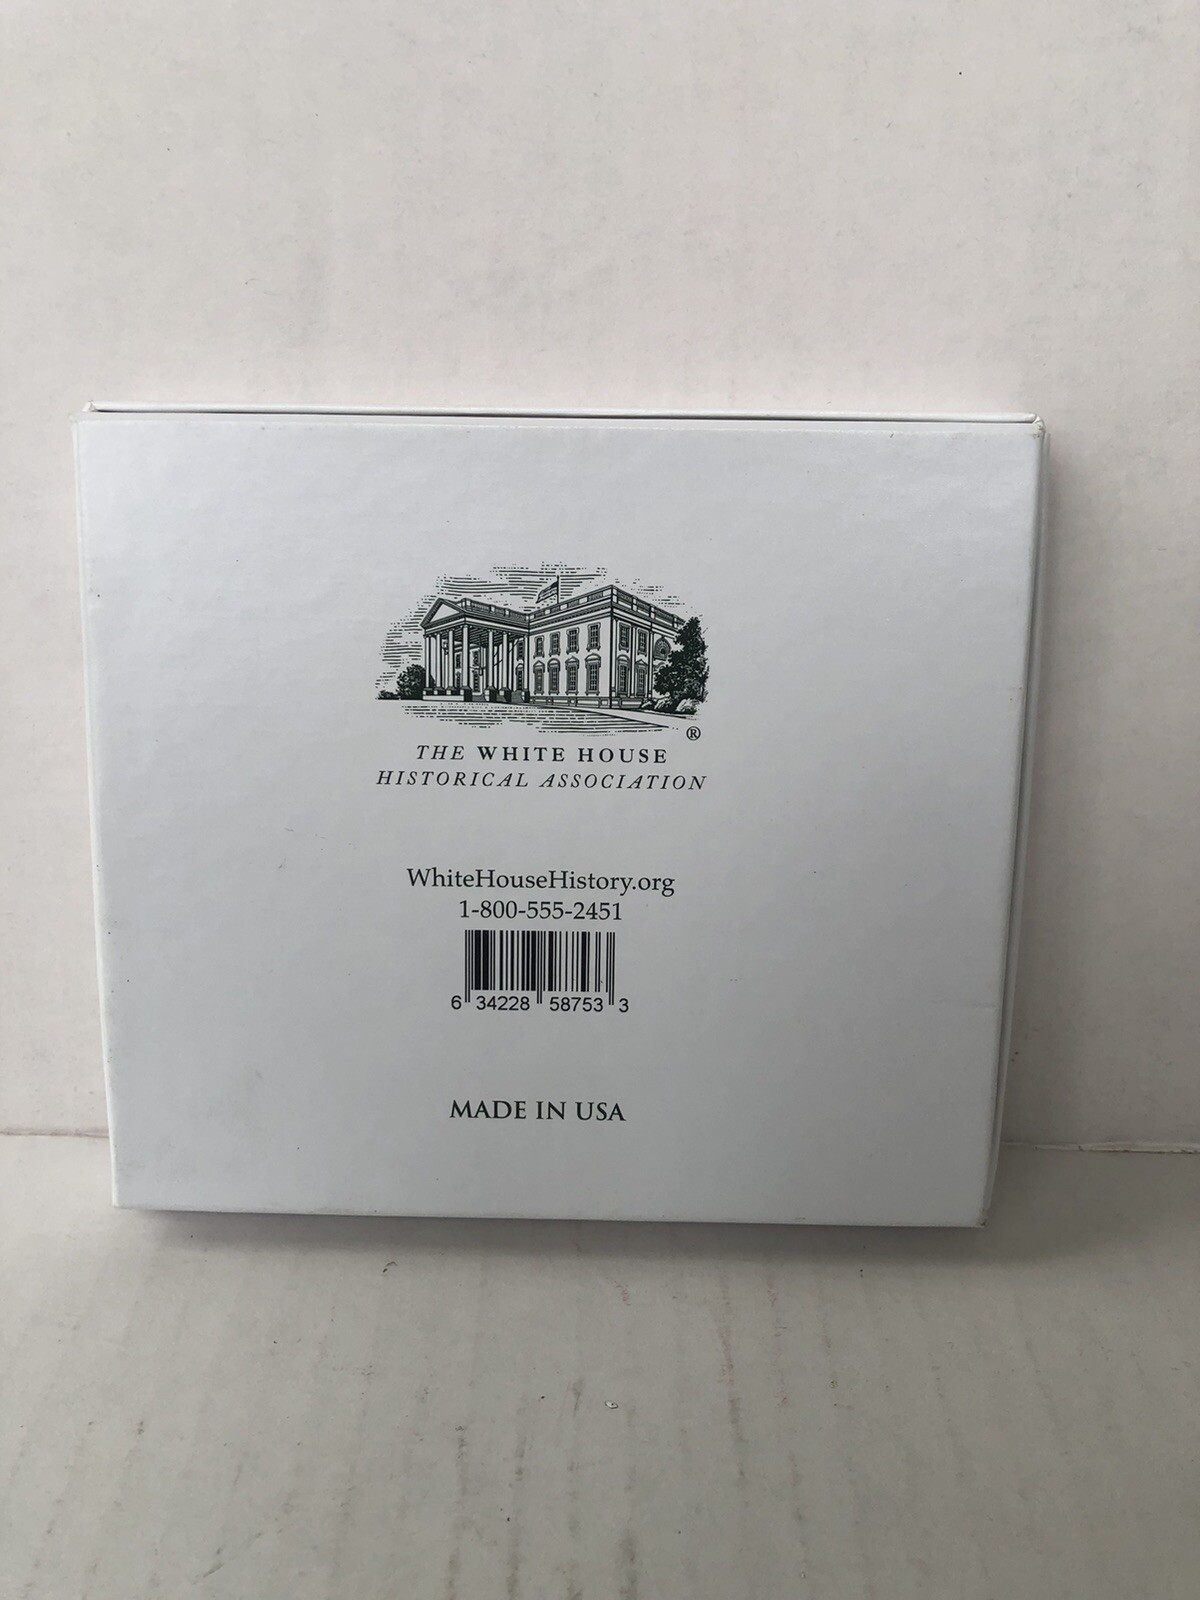 ®
THE WHITE HOUSE
HISTORICAL ASSOCIATION
WhiteHouseHistory.org
1-800-555-2451
6 34228 58753 3
MADE IN USA